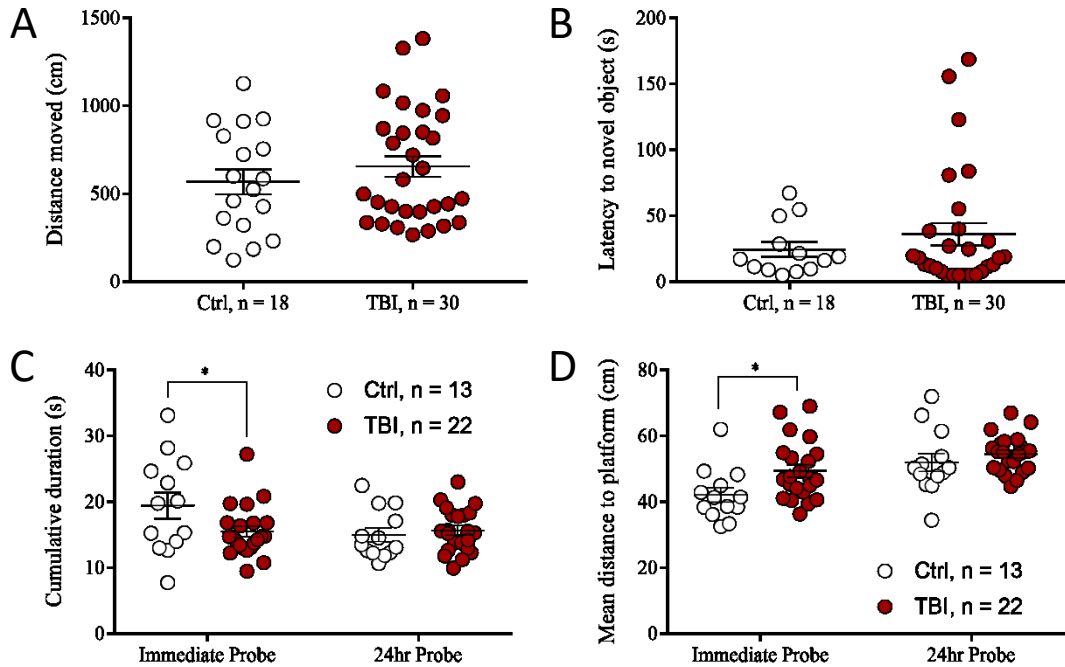 A
Distance moved (cm)
1500
1000
500
0
Ctrl, n = 18
TBI, n = 30
B
Latency to novel object (s)
200
150
100
50
0
Ctrl, n = 18
TBI, n = 30
C
Cumulative duration (s)
40
30
20
10
0
*
Ctrl, n = 13
TBI, n = 22
Immediate Probe
24hr Probe
D
Mean distance to platform (cm)
80
60
40
20
0
*
Ctrl, n = 13
TBI, n = 22
Immediate Probe
24hr Probe